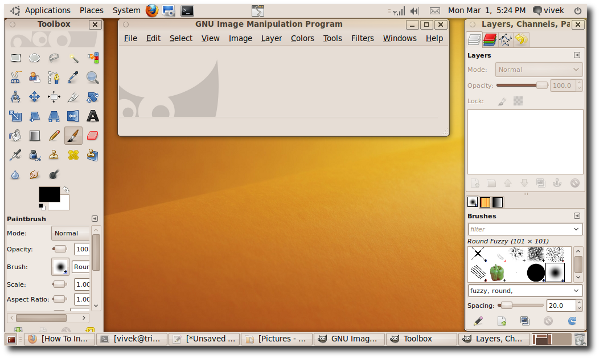 Applications Places System Mon Mar 1, 5:24 PM vivek
Toolbox
GNU Image Manipulation Program
Layers, Channels, Pa
File Edit Select View Image Layer Colors Tools Filters Windows Help
Layers
Mode: Normal
Opacity: 100.0
Lock:
Paintbrush
Mode: Normal
Opacity: 100
Brush: Roun
Scale: 1.00
Aspect Ratio: 1.00
Brushes
filter
Round Fuzzy (101 × 101)
fuzzy, round,
Spacing: 20.0
[How To In... [vivek@tri... [*Unsaved ... [Pictures - ... GNU Imag... Toolbox Layers, Ch...